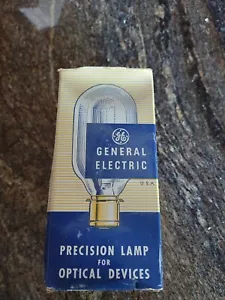 GE
GENERAL
ELECTRIC
U.S.A.
PRECISION LAMP
FOR
OPTICAL DEVICES